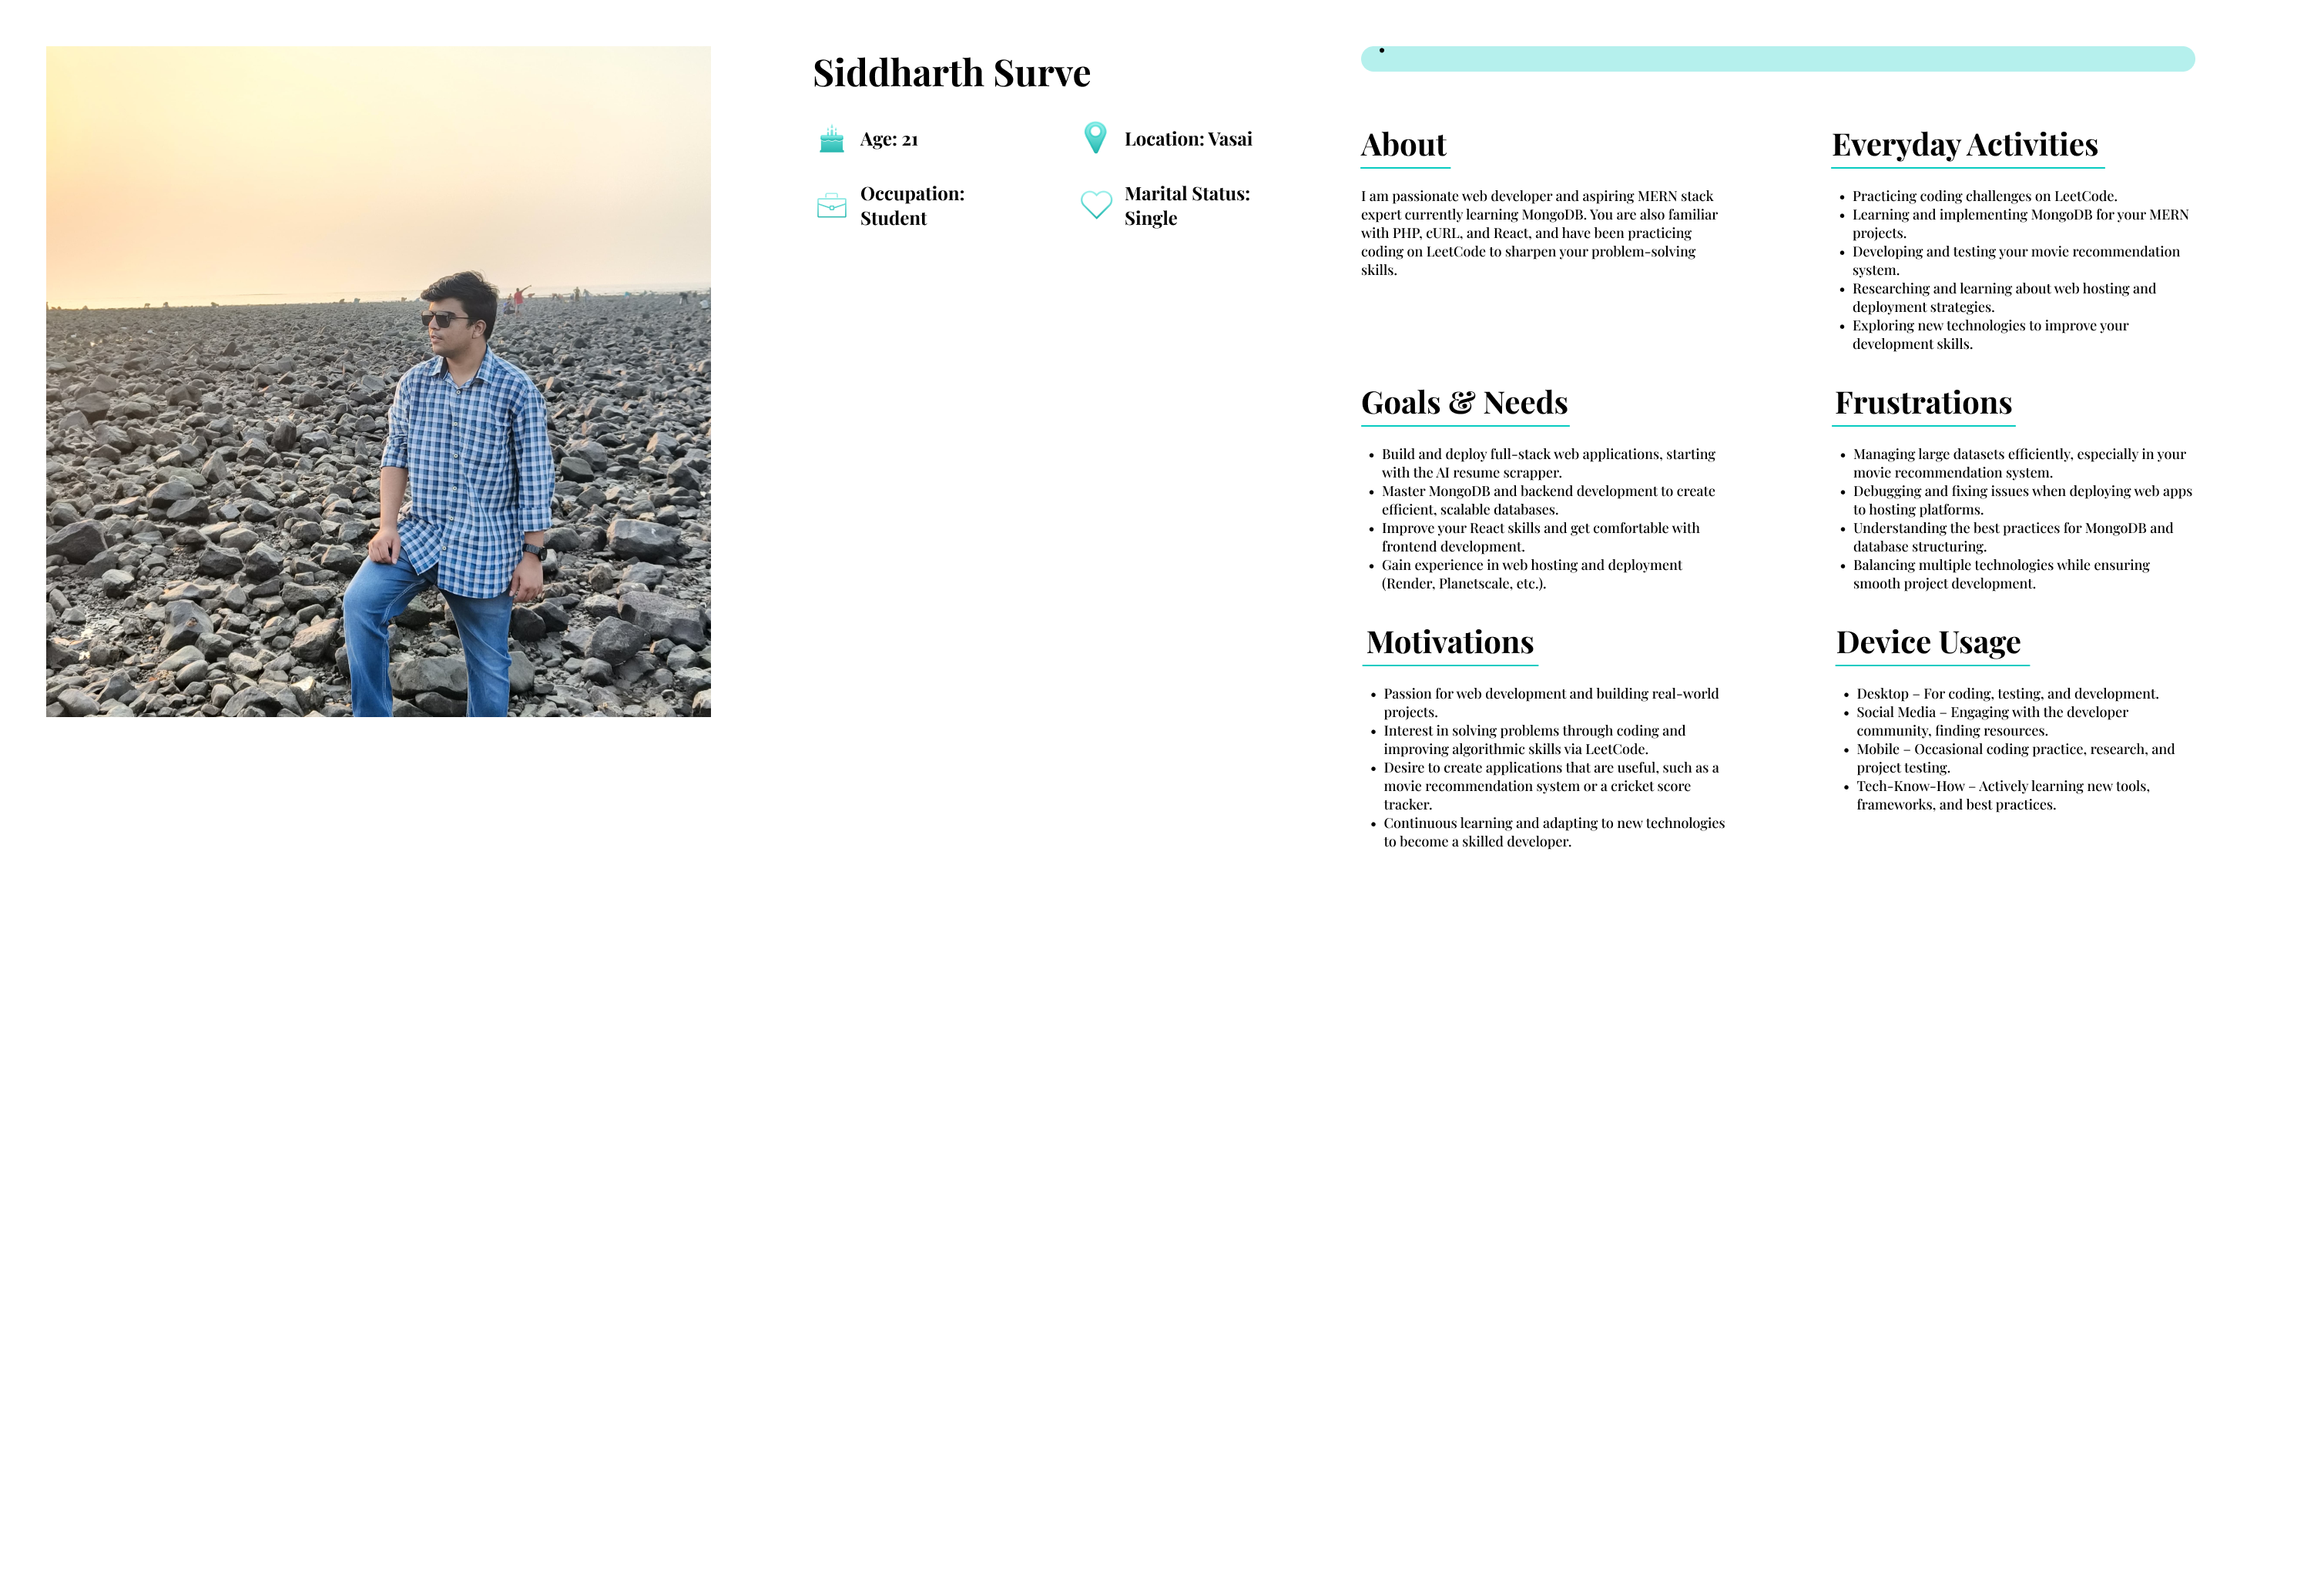 Siddharth Surve
Age: 21
Location: Vasai
Occupation:
Student
Marital Status:
Single
About
I am passionate web developer and aspiring MERN stack
expert currently learning MongoDB. You are also familiar
with PHP, cURL, and React, and have been practicing
coding on LeetCode to sharpen your problem-solving
skills.
Everyday Activities
• Practicing coding challenges on LeetCode.
• Learning and implementing MongoDB for your MERN
projects.
• Developing and testing your movie recommendation
system.
• Researching and learning about web hosting and
deployment strategies.
• Exploring new technologies to improve your
development skills.
Goals & Needs
• Build and deploy full-stack web applications, starting
with the AI resume scrapper.
• Master MongoDB and backend development to create
efficient, scalable databases.
• Improve your React skills and get comfortable with
frontend development.
• Gain experience in web hosting and deployment
(Render, Planetscale, etc.).
Frustrations
• Managing large datasets efficiently, especially in your
movie recommendation system.
• Debugging and fixing issues when deploying web apps
to hosting platforms.
• Understanding the best practices for MongoDB and
database structuring.
• Balancing multiple technologies while ensuring
smooth project development.
Motivations
• Passion for web development and building real-world
projects.
• Interest in solving problems through coding and
improving algorithmic skills via LeetCode.
• Desire to create applications that are useful, such as a
movie recommendation system or a cricket score
tracker.
• Continuous learning and adapting to new technologies
to become a skilled developer.
Device Usage
• Desktop – For coding, testing, and development.
• Social Media – Engaging with the developer
community, finding resources.
• Mobile – Occasional coding practice, research, and
project testing.
• Tech-Know-How – Actively learning new tools,
frameworks, and best practices.